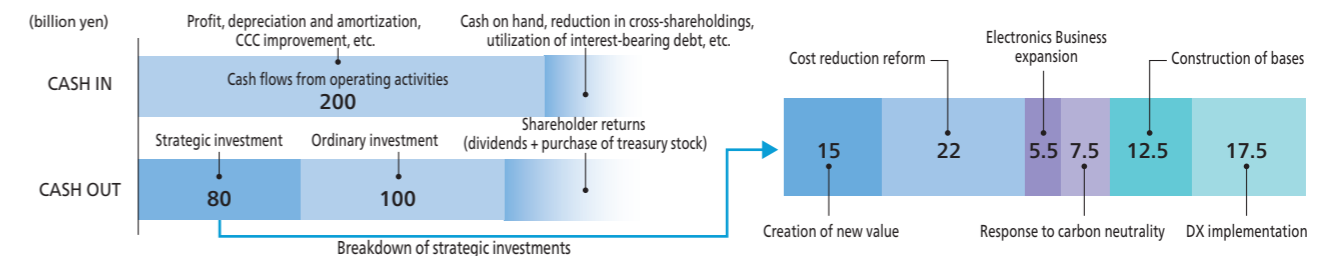 (billion yen)
Profit, depreciation and amortization,
CCC improvement, etc.
Cash on hand, reduction in cross-shareholdings,
utilization of interest-bearing debt, etc.
CASH IN
Cash flows from operating activities
200
Strategic investment
Ordinary investment
Shareholder returns
(dividends + purchase of treasury stock)
CASH OUT
80
100
Breakdown of strategic investments
Cost reduction reform
Electronics Business
expansion
Construction of bases
15
22
5.5
7.5
12.5
17.5
Creation of new value
Response to carbon neutrality
DX implementation